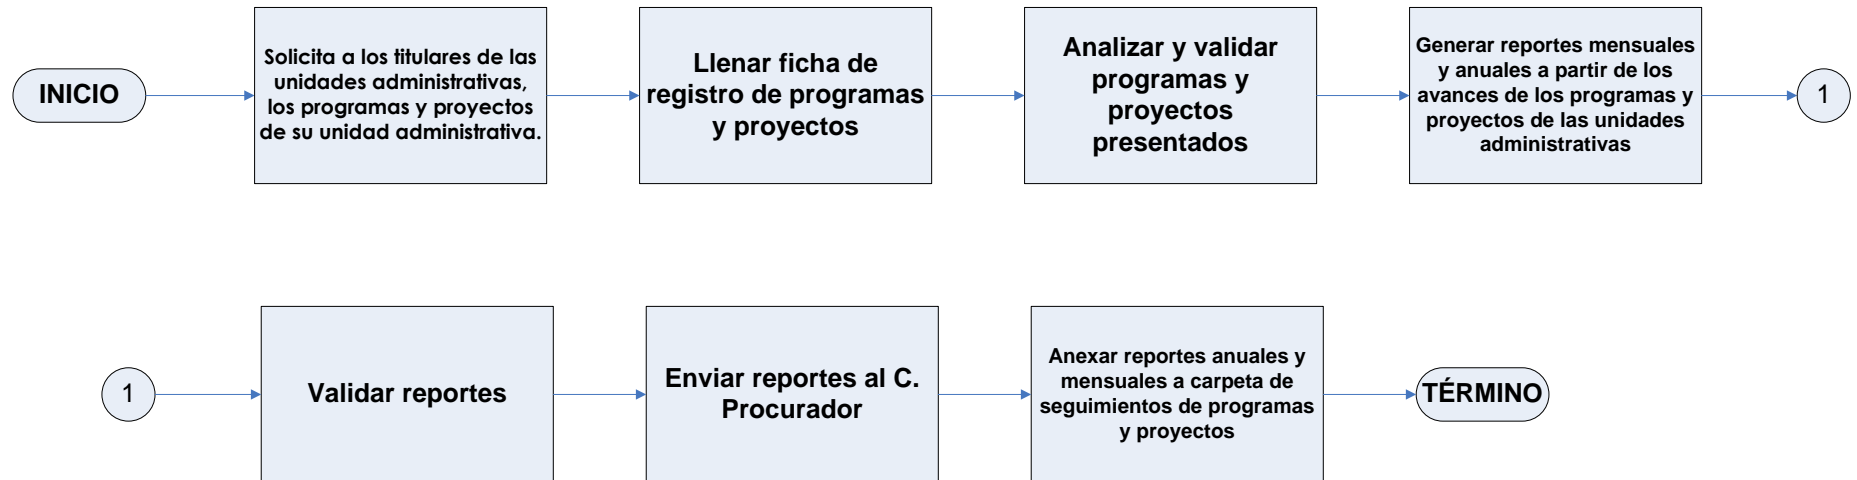 INICIO
Solicita a los titulares de las
unidades administrativas,
los programas y proyectos
de su unidad administrativa.
Llenar ficha de
registro de programas
y proyectos
Analizar y validar
programas y
proyectos
presentados
Generar reportes mensuales
y anuales a partir de los
avances de los programas y
proyectos de las unidades
administrativas
1
1
Validar reportes
Enviar reportes al C.
Procurador
Anexar reportes anuales y
mensuales a carpeta de
seguimientos de programas
y proyectos
TÉRMINO